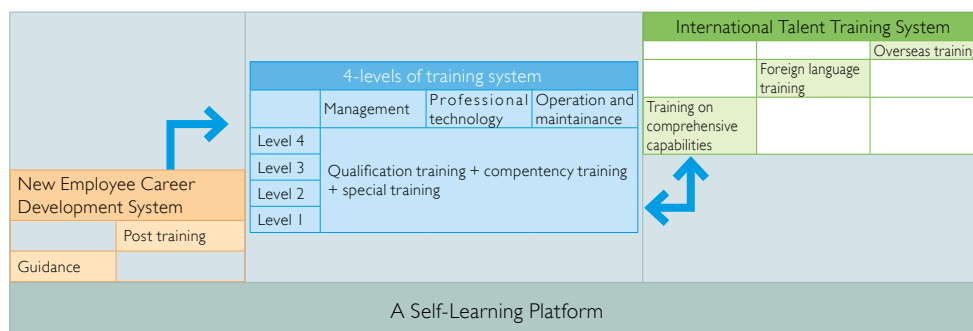 New Employee Career
Development System
Post training
Guidance
4-levels of training system
Management
Professional
technology
Operation and
maintainance
Level 4
Level 3
Level 2
Level 1
Qualification training + compentency training
+ special training
International Talent Training System
Overseas training
Foreign language
training
Training on
comprehensive
capabilities
A Self-Learning Platform